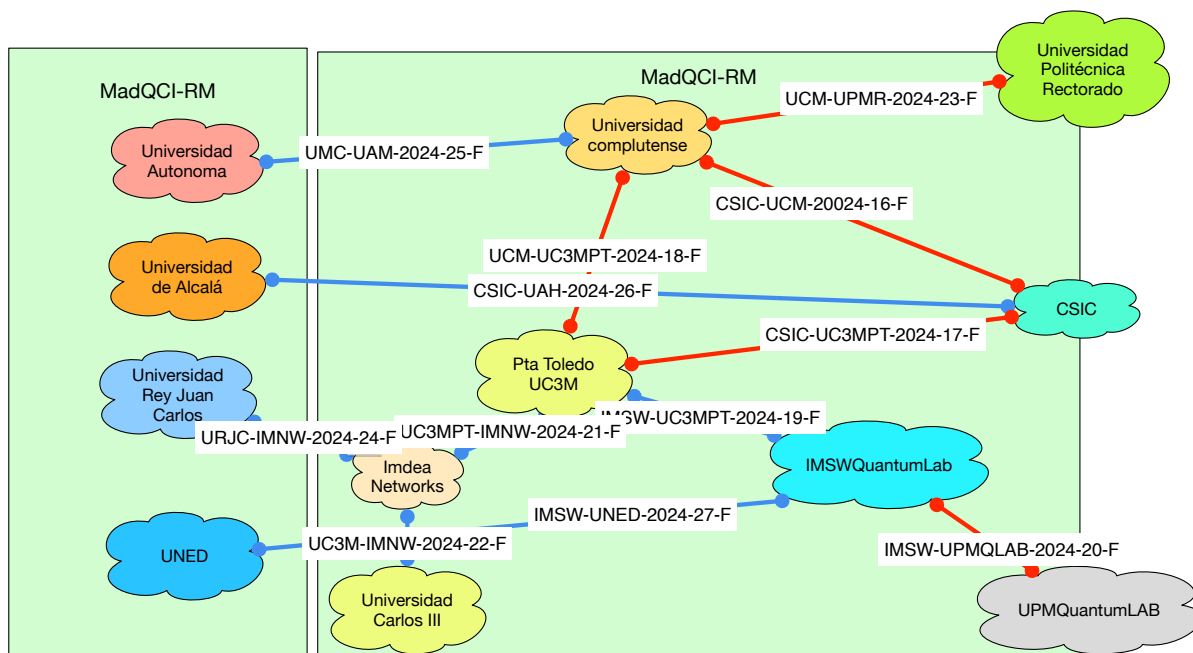 MadQCI-RM
MadQCI-RM
Universidad
Politécnica
Rectorado
UCM-UPMR-2024-23-F
Universidad
Autonoma
UMC-UAM-2024-25-F
Universidad
complutense
CSIC-UCM-20024-16-F
UCM-UC3MPT-2024-18-F
Universidad
de Alcalá
CSIC-UAH-2024-26-F
CSIC
CSIC-UC3MPT-2024-17-F
Pta Toledo
UC3M
Universidad
Rey Juan
Carlos
IMSW-UC3MPT-2024-19-F
UC3MPT-IMNW-2024-21-F
URJC-IMNW-2024-24-F
Imdea
Networks
IMSWQuantumLab
IMSW-UNED-2024-27-F
UC3M-IMNW-2024-22-F
UNED
IMSW-UPMQLAB-2024-20-F
Universidad
Carlos III
UPMQuantumLAB